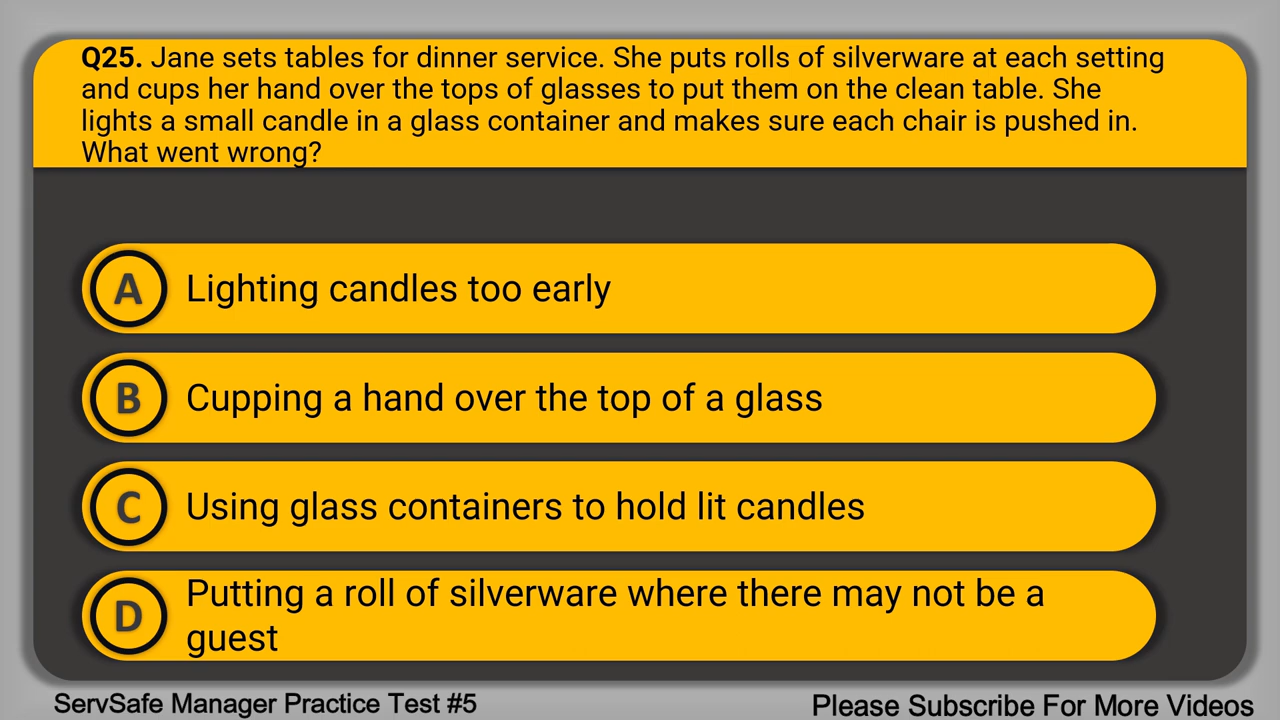 Q25. Jane sets tables for dinner service. She puts rolls of silverware at each setting
and cups her hand over the tops of glasses to put them on the clean table. She
lights a small candle in a glass container and makes sure each chair is pushed in.
What went wrong?
A Lighting candles too early
B Cupping a hand over the top of a glass
C Using glass containers to hold lit candles
D Putting a roll of silverware where there may not be a
guest
ServSafe Manager Practice Test #5
Please Subscribe For More Videos